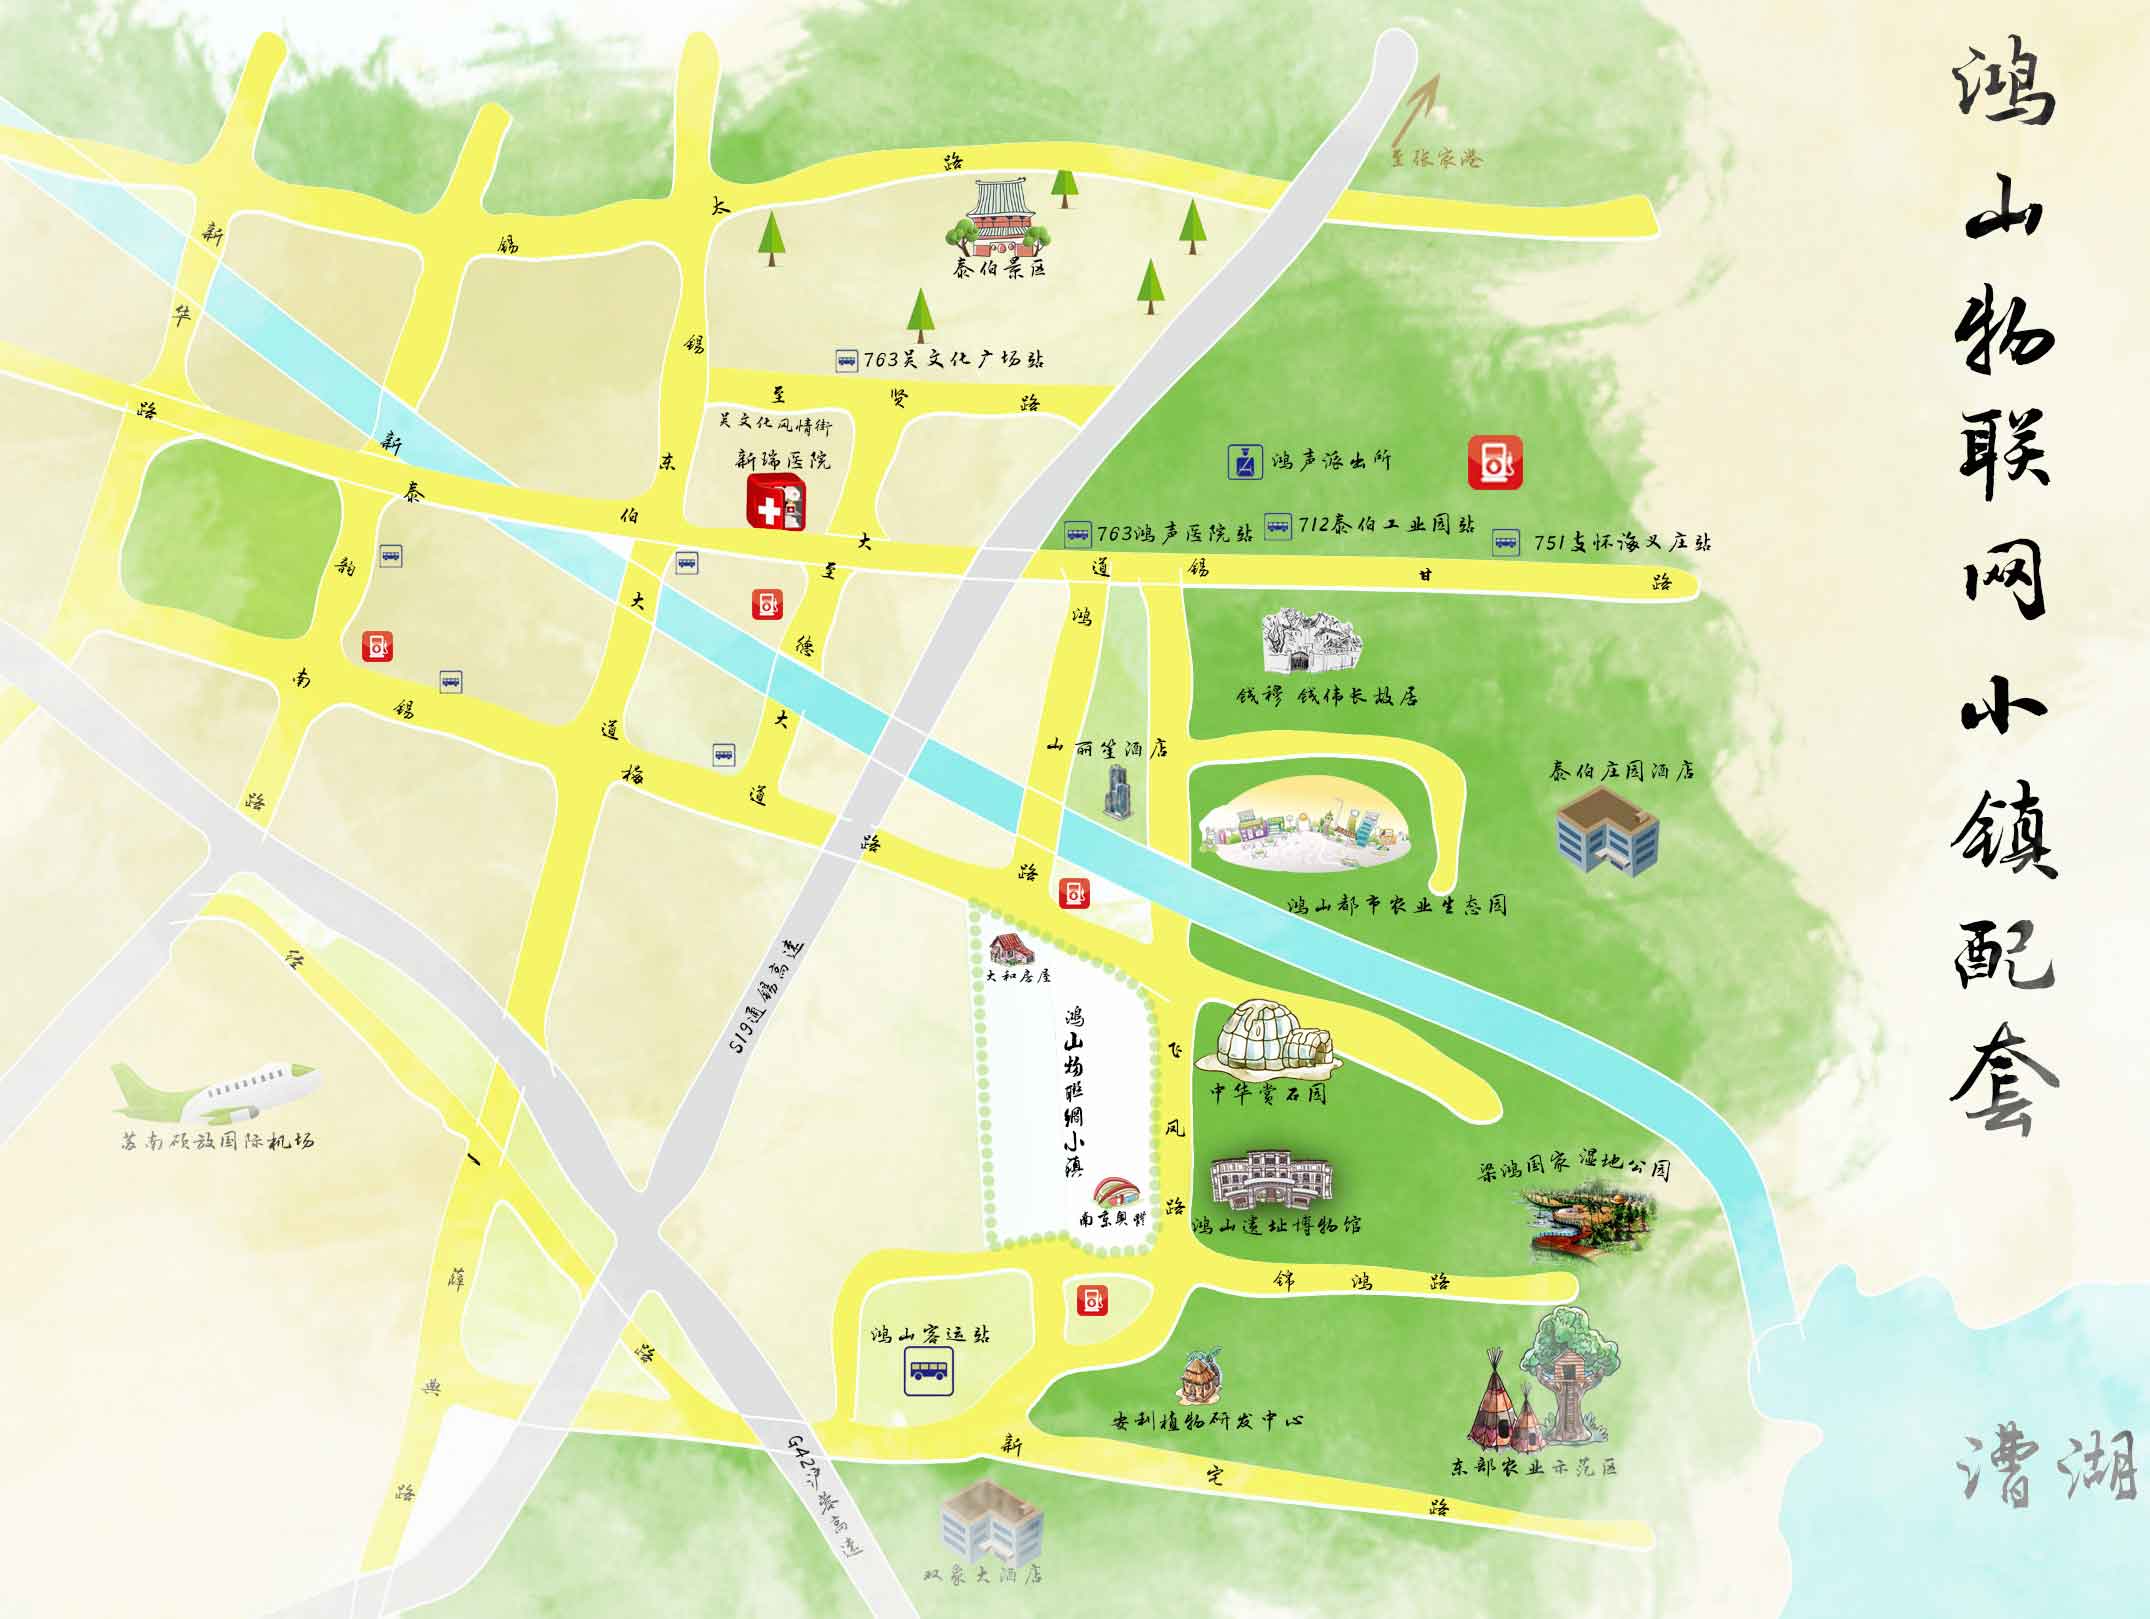 鸿山物联网小镇配套
至张家港
路
太
新
锡
华
锡
泰伯景区
763吴文化广场站
至贤路
路
吴文化风情街
新瑞医院
新
东
泰
伯
大
鸿声派出所
763鸿声医院站
712泰伯工业园站
751支怀海义庄站
道
锡
甘
路
韵
至
德
大
道
大
道
鸿
山
路
钱穆 钱伟长故居
南
路
锡
梅
路
丽笙酒店
泰伯庄园酒店
鸿山都市农业生态园
S19通锡高速
大和房屋
鸿山物联网小镇
南京奥特
飞凤路
中华赏石园
苏南硕放国际机场
鸿山遗址博物馆
梁鸿国家湿地公园
锦鸿路
薛
典
路
路
鸿山客运站
安利植物研发中心
东部农业示范区
新
宅
路
G42沪蓉高速
双象大酒店
漕湖